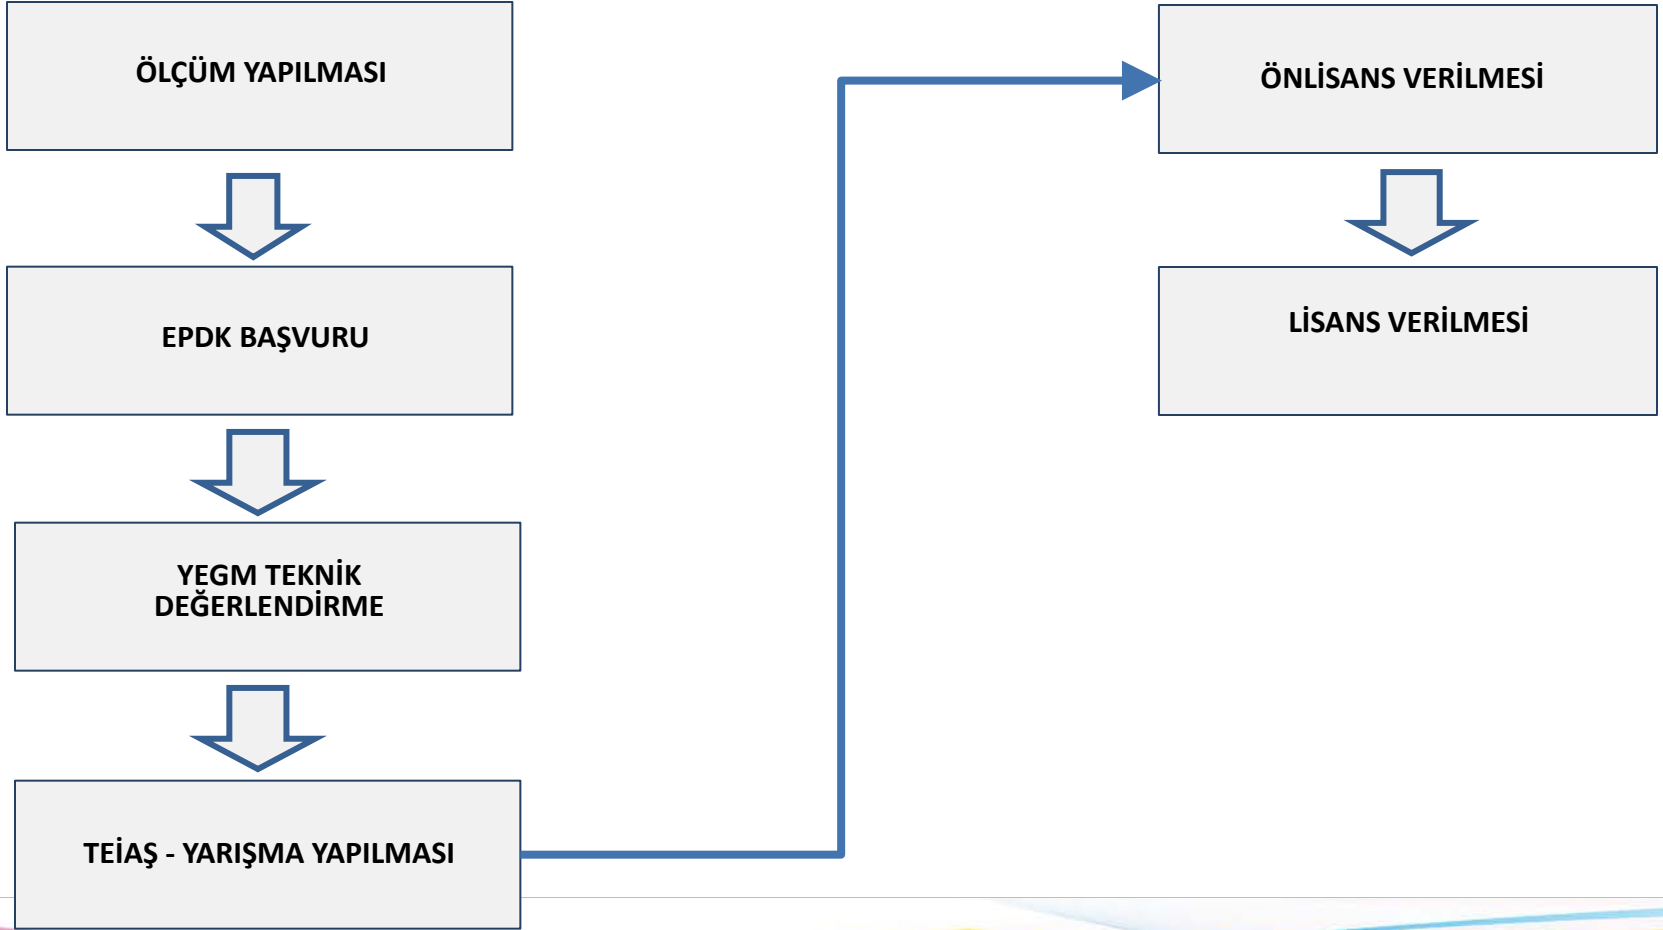 ÖLÇÜM YAPILMASI
EPDK BAŞVURU
YEGM TEKNİK
DEĞERLENDİRME
TEİAŞ - YARIŞMA YAPILMASI
ÖNLİSANS VERİLMESİ
LİSANS VERİLMESİ